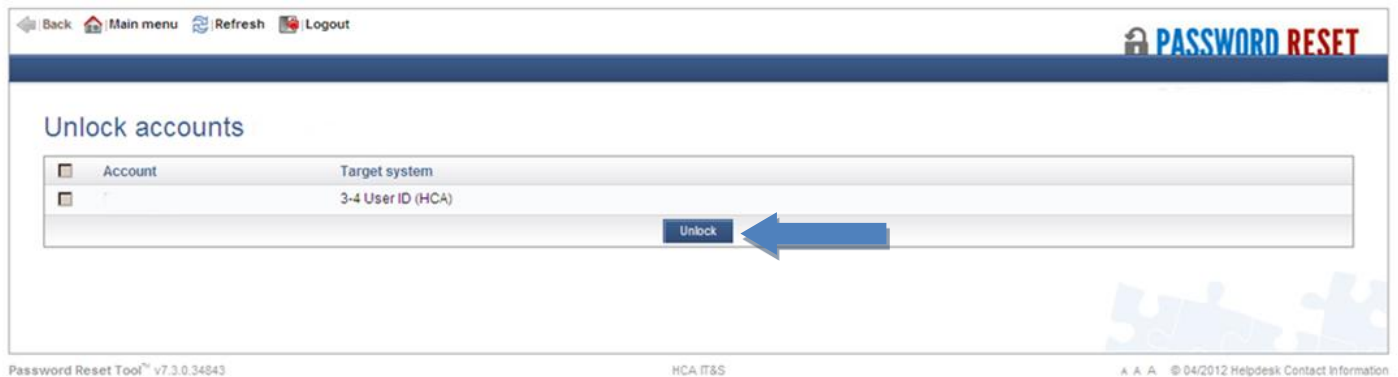 Back Main menu Refresh Logout
PASSWORD RESET
Unlock accounts
Account Target system
3-4 User ID (HCA)
Unlock
Password Reset Tool™ v7.3.0.34843 HCA IT&S A A A © 04/2012 Helpdesk Contact Information